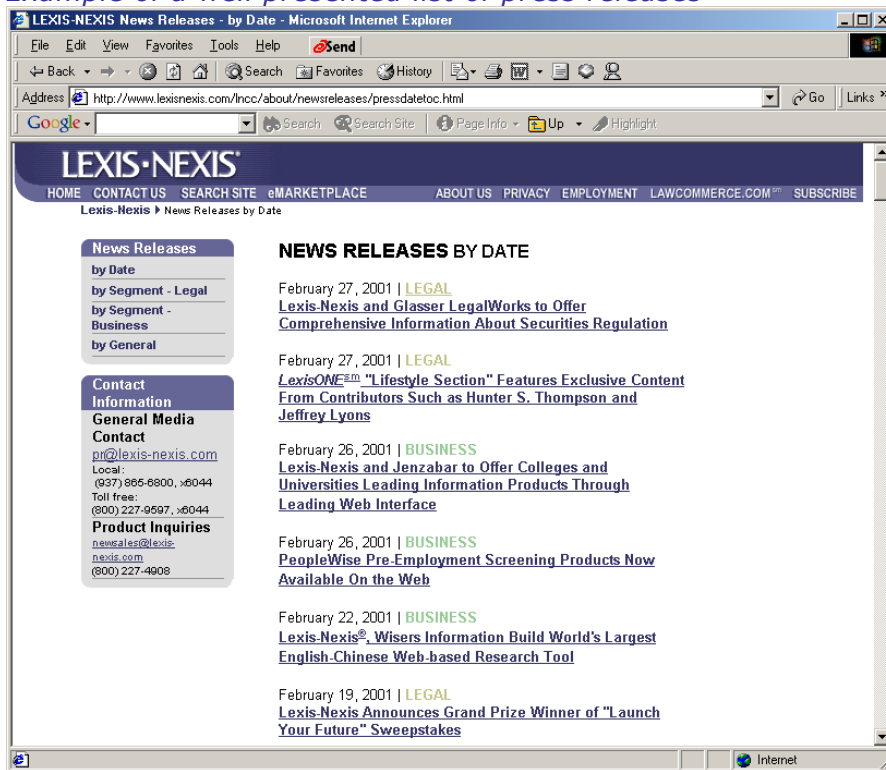 Example of a well presented list of press releases
LEXIS-NEXIS News Releases - by Date - Microsoft Internet Explorer
File Edit View Favorites Tools Help Send
Back Search Favorites History
Address http://www.lexisnexis.com/lncc/about/newsreleases/pressdatetoc.html Go Links »
Google Search Search Site Page Info Up Highlight
LEXIS·NEXIS®
HOME CONTACT US SEARCH SITE eMARKETPLACE ABOUT US PRIVACY EMPLOYMENT LAWCOMMERCE.COM℠ SUBSCRIBE
Lexis-Nexis News Releases by Date
News Releases
by Date
by Segment - Legal
by Segment -
Business
by General
Contact
Information
General Media
Contact
pr@lexis-nexis.com
Local:
(937) 865-6800, x6044
Toll free:
(800) 227-9597, x6044
Product Inquiries
newsales@lexis-
nexis.com
(800) 227-4908
NEWS RELEASES BY DATE
February 27, 2001 | LEGAL
Lexis-Nexis and Glasser LegalWorks to Offer
Comprehensive Information About Securities Regulation
February 27, 2001 | LEGAL
LexisONE℠ "Lifestyle Section" Features Exclusive Content
From Contributors Such as Hunter S. Thompson and
Jeffrey Lyons
February 26, 2001 | BUSINESS
Lexis-Nexis and Jenzabar to Offer Colleges and
Universities Leading Information Products Through
Leading Web Interface
February 26, 2001 | BUSINESS
PeopleWise Pre-Employment Screening Products Now
Available On the Web
February 22, 2001 | BUSINESS
Lexis-Nexis®, Wisers Information Build World's Largest
English-Chinese Web-based Research Tool
February 19, 2001 | LEGAL
Lexis-Nexis Announces Grand Prize Winner of "Launch
Your Future" Sweepstakes
Internet